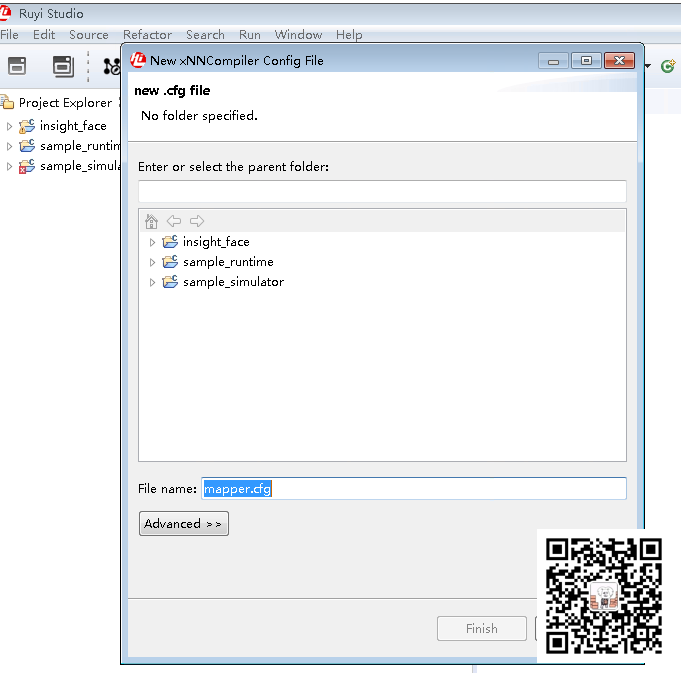 Ruyi Studio
File Edit Source Refactor Search Run Window Help
New xNNCompiler Config File
new .cfg file
No folder specified.
Project Explorer
insight_face
sample_runtim
sample_simula
Enter or select the parent folder:
insight_face
sample_runtime
sample_simulator
File name: mapper.cfg
Advanced >>
Finish